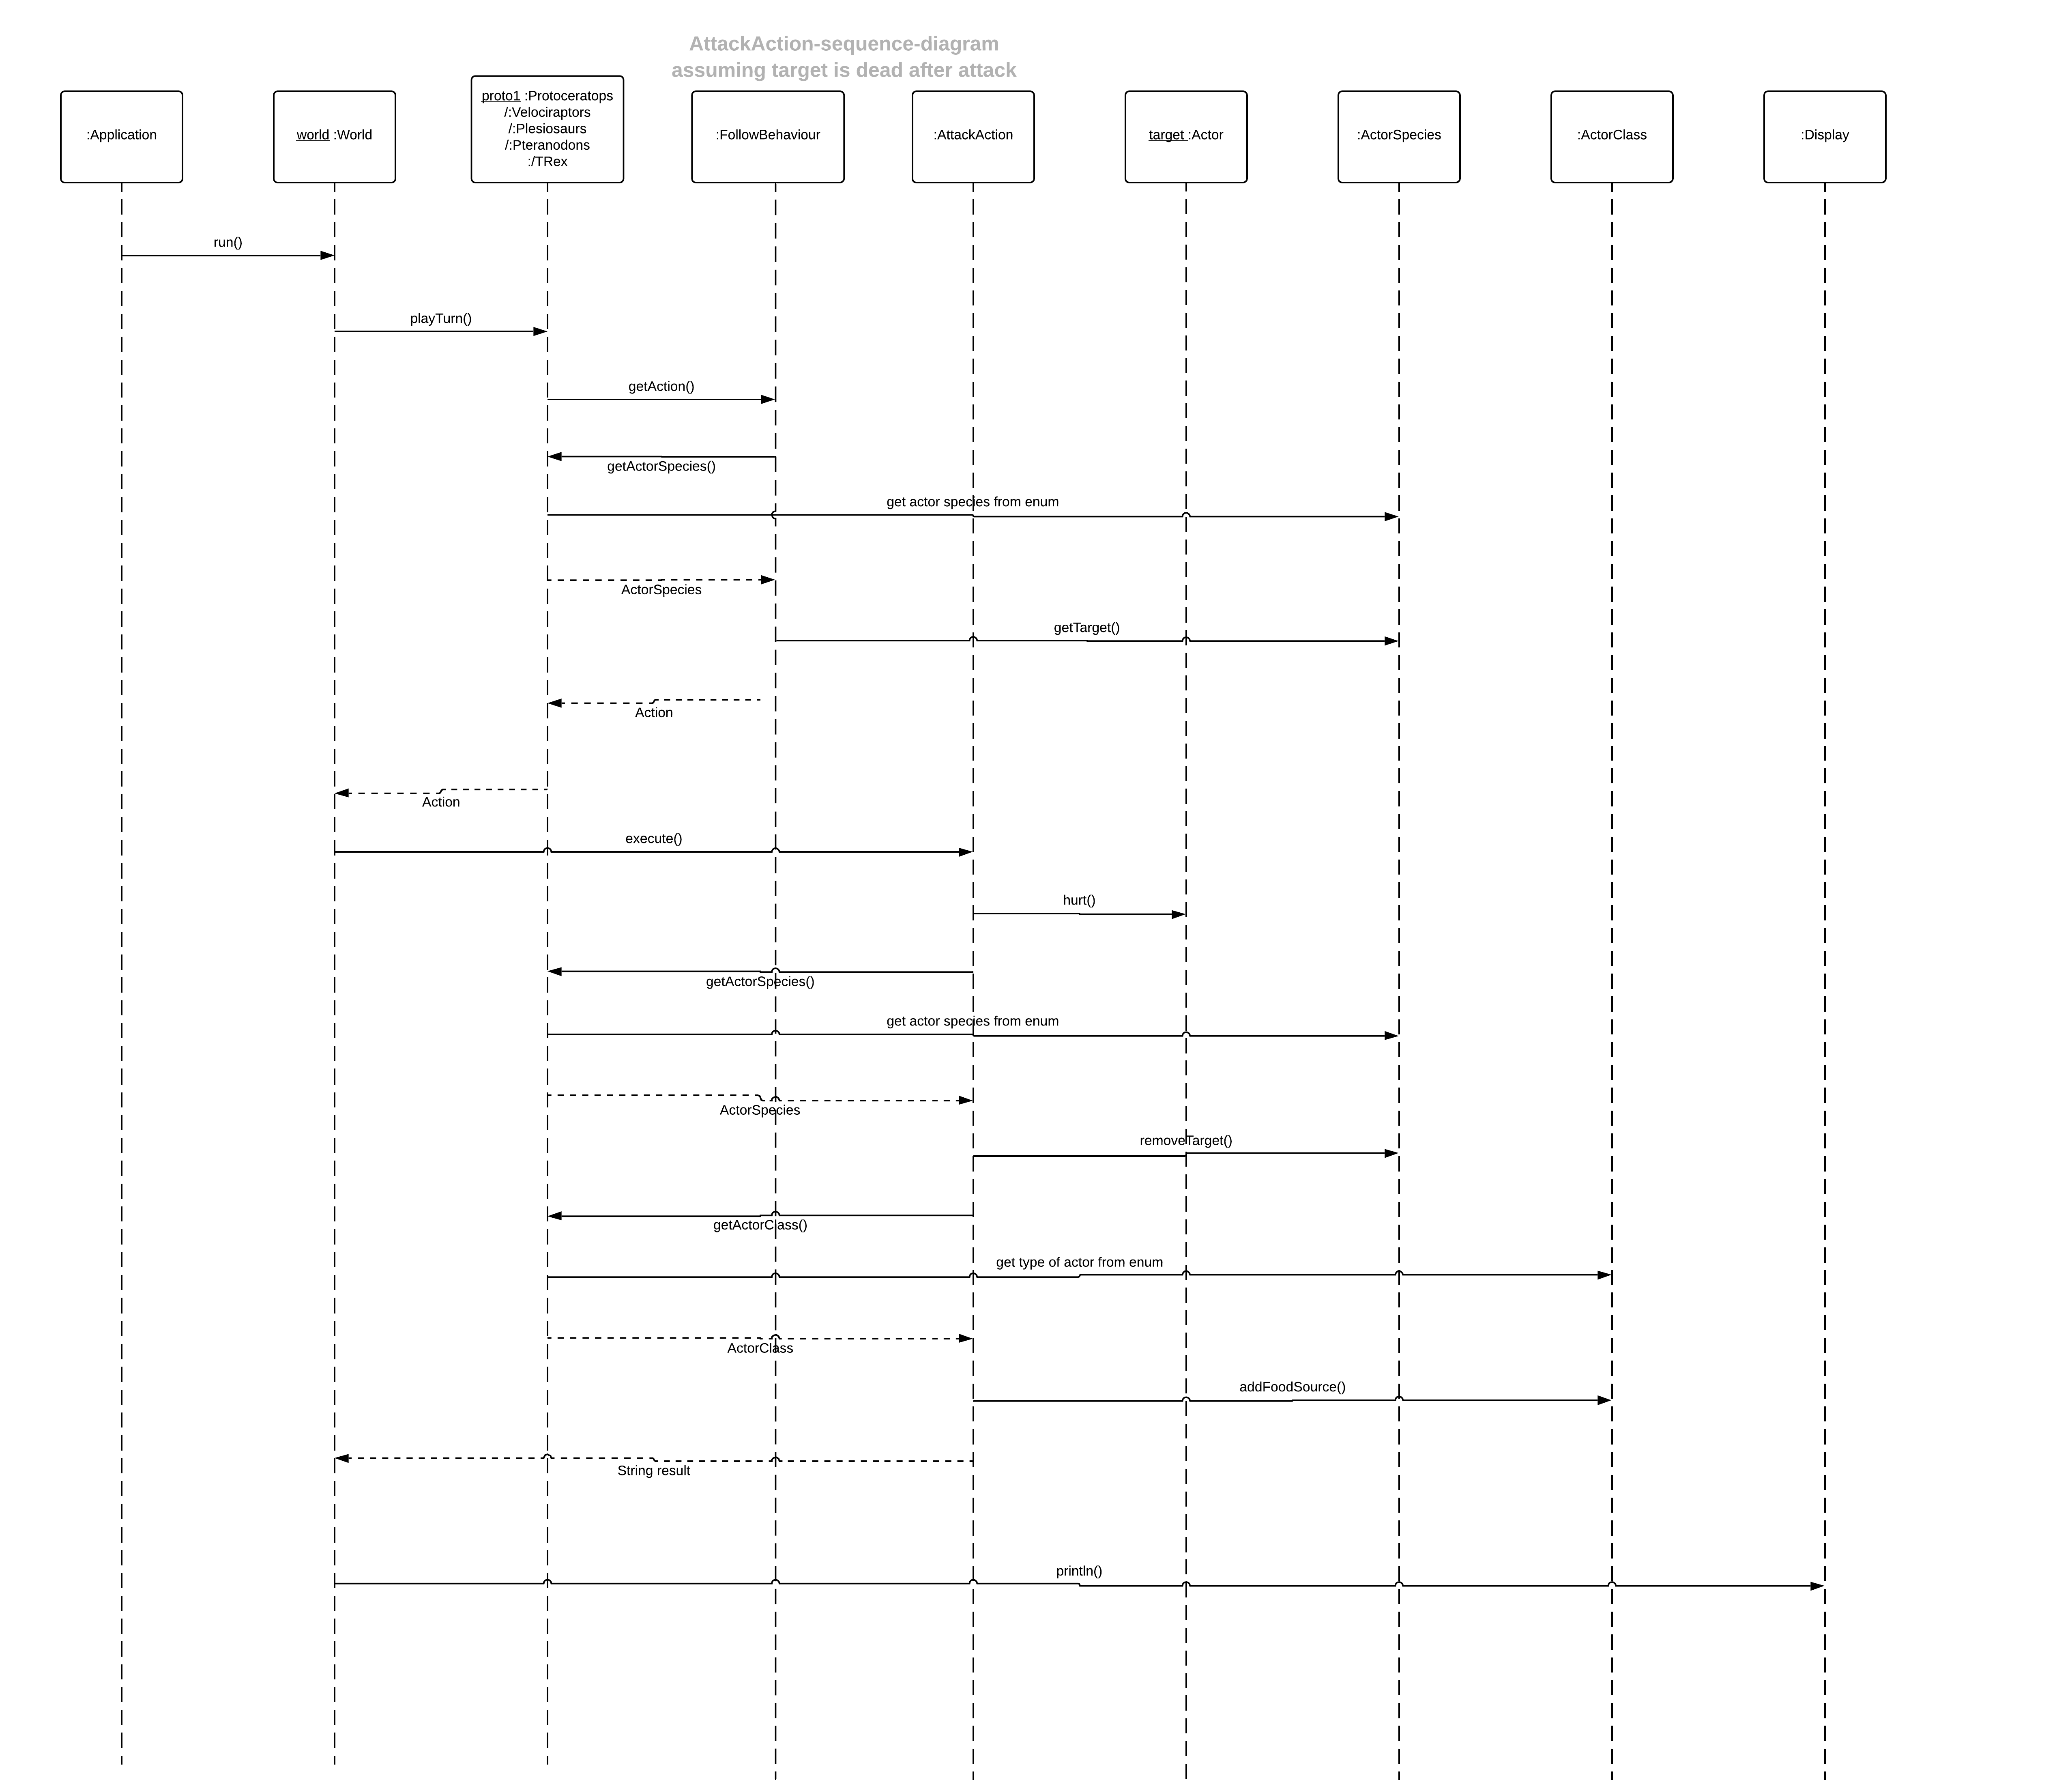 AttackAction-sequence-diagram
assuming target is dead after attack
:Application
world :World
proto1 :Protoceratops
/:Velociraptors
/:Plesiosaurs
/:Pteranodons
:/TRex
:FollowBehaviour
:AttackAction
target :Actor
:ActorSpecies
:ActorClass
:Display
run()
playTurn()
getAction()
getActorSpecies()
get actor species from enum
ActorSpecies
getTarget()
Action
Action
execute()
hurt()
getActorSpecies()
get actor species from enum
ActorSpecies
removeTarget()
getActorClass()
get type of actor from enum
ActorClass
addFoodSource()
String result
println()